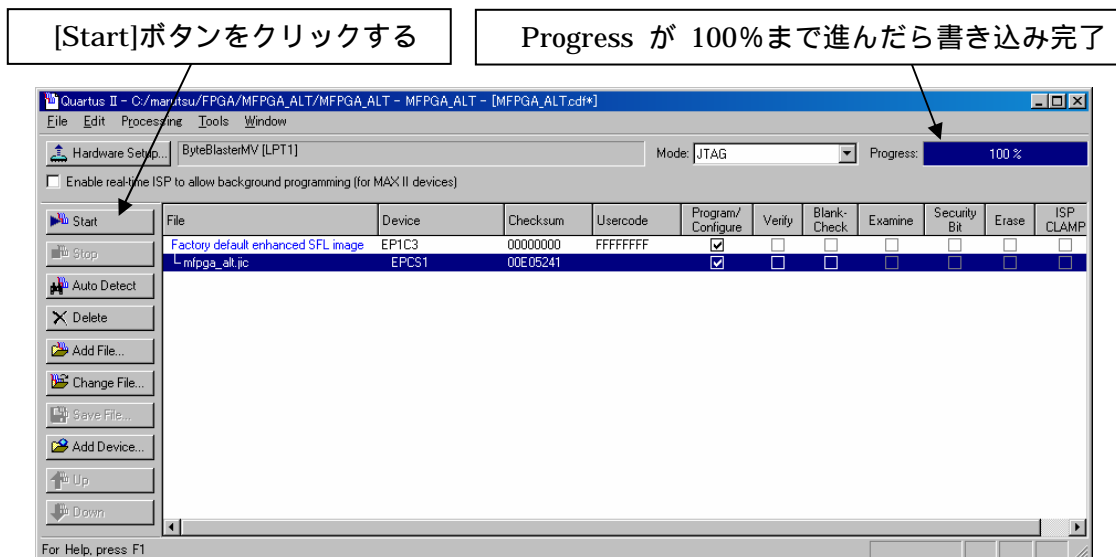 [Start]ボタンをクリックする
Progress が 100%まで進んだら書き込み完了
Quartus II - C:/marutsu/FPGA/MFPGA_ALT/MFPGA_ALT - MFPGA_ALT - [MFPGA_ALT.cdf*]
File Edit Processing Tools Window
Hardware Setup... ByteBlasterMV [LPT1] Mode: JTAG Progress: 100 %
Enable real-time ISP to allow background programming (for MAX II devices)
Start
Stop
Auto Detect
Delete
Add File...
Change File...
Save File...
Add Device...
Up
Down
File Device Checksum Usercode Program/Configure Verify Blank-Check Examine Security Bit Erase ISP CLAMP
Factory default enhanced SFL image EP1C3 00000000 FFFFFFFF
mfpga_alt.jic EPCS1 00E05241
For Help, press F1